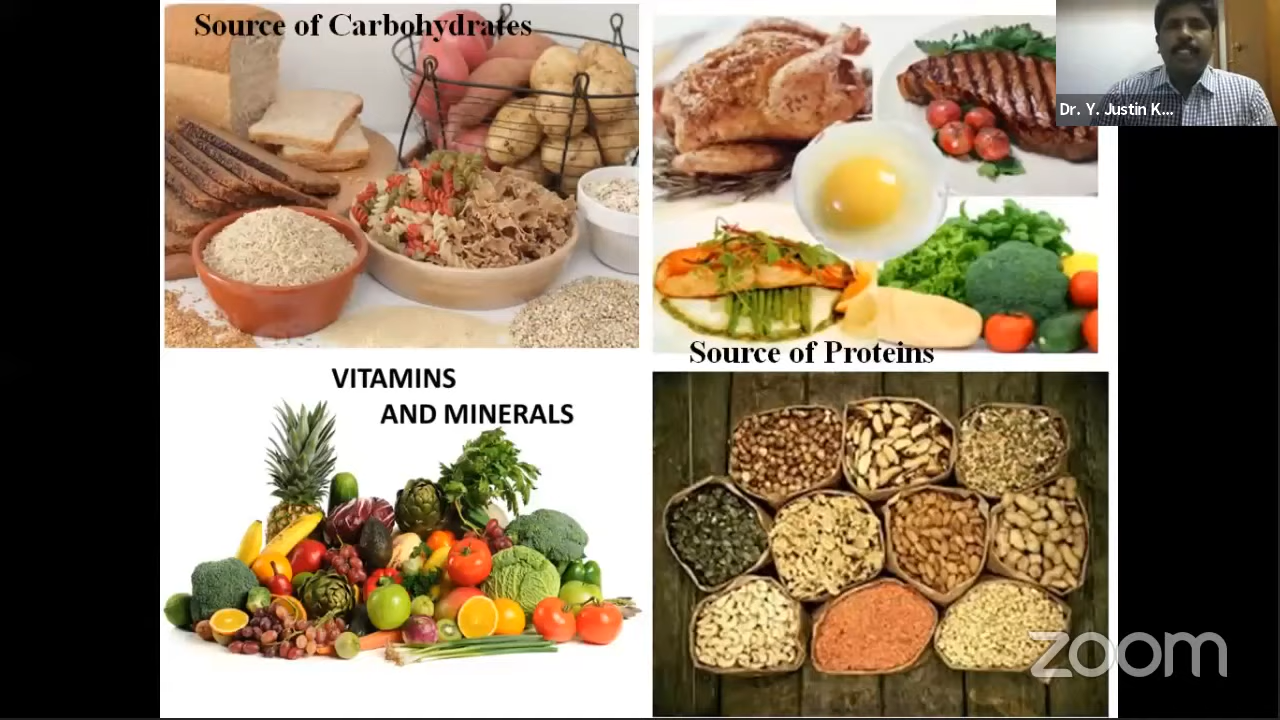 Source of Carbohydrates
Dr. Y. Justin K...
Source of Proteins
VITAMINS
AND MINERALS
zoom